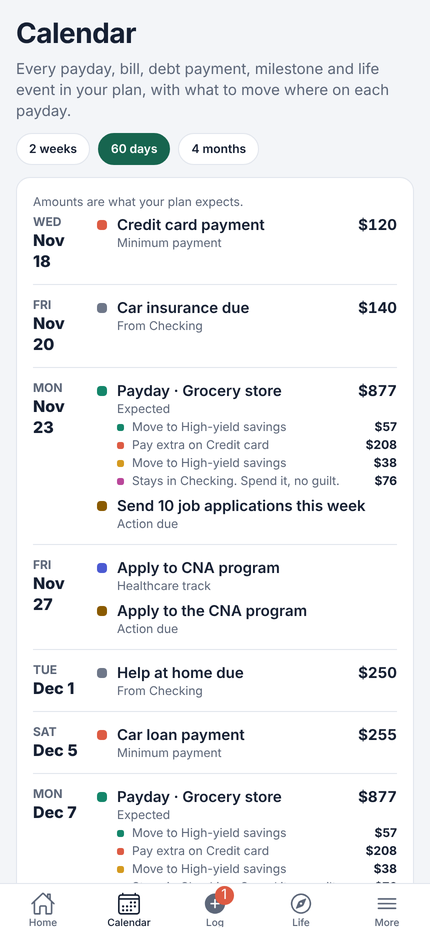 Calendar
Every payday, bill, debt payment, milestone and life
event in your plan, with what to move where on each
payday.
2 weeks
60 days
4 months
Amounts are what your plan expects.
WED
Nov
18
Credit card payment
$120
Minimum payment
FRI
Nov
20
Car insurance due
$140
From Checking
MON
Nov
23
Payday · Grocery store
$877
Expected
Move to High-yield savings
$57
Pay extra on Credit card
$208
Move to High-yield savings
$38
Stays in Checking. Spend it, no guilt.
$76
Send 10 job applications this week
Action due
FRI
Nov
27
Apply to CNA program
Healthcare track
Apply to the CNA program
Action due
TUE
Dec 1
Help at home due
$250
From Checking
SAT
Dec 5
Car loan payment
$255
Minimum payment
MON
Dec 7
Payday · Grocery store
$877
Expected
Move to High-yield savings
$57
Pay extra on Credit card
$208
Move to High-yield savings
$38
Home
Calendar
1
Log
Life
More